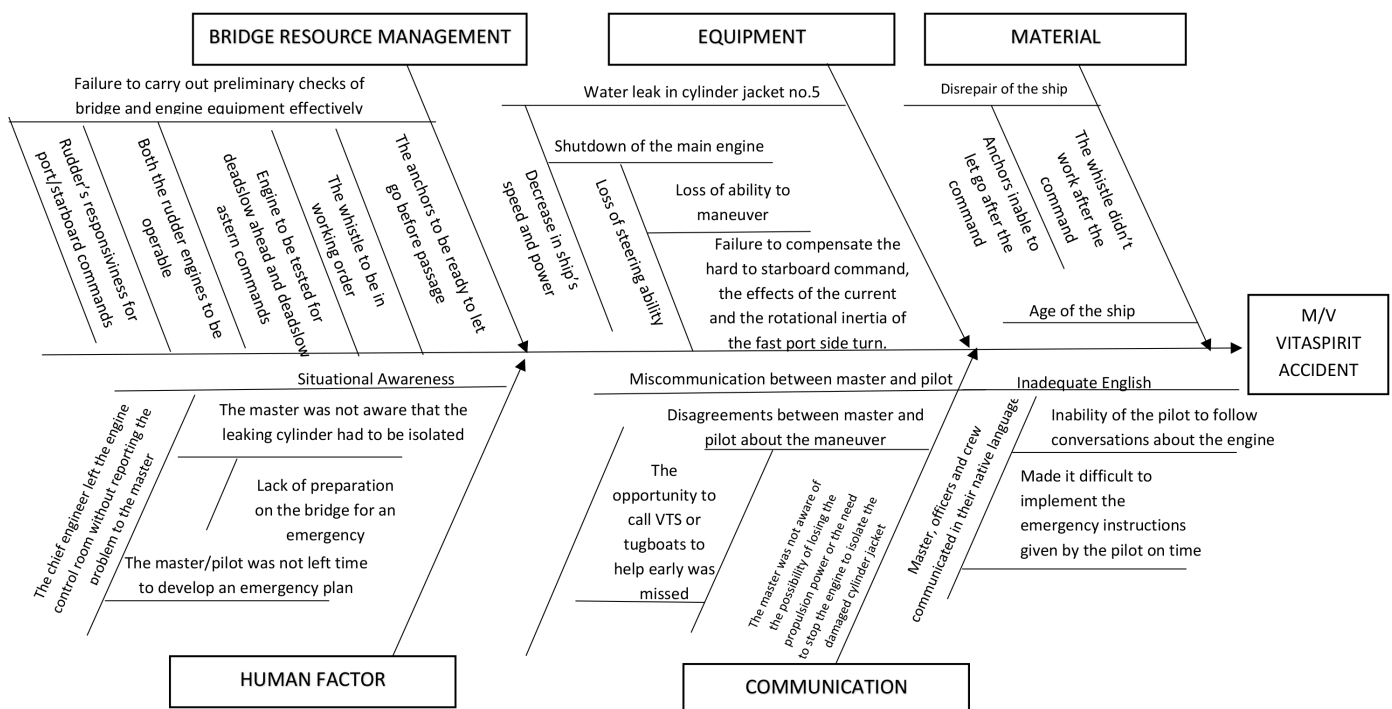 BRIDGE RESOURCE MANAGEMENT
Failure to carry out preliminary checks of
bridge and engine equipment effectively
Rudder's responsiviness for
port/starboard commands
Both the rudder engines to be
operable
Engine to be tested for
deadslow ahead and deadslow
astern commands
The whistle to be in
working order
The anchors to be ready to let
go before passage
EQUIPMENT
Water leak in cylinder jacket no.5
Decrease in ship's
speed and power
Shutdown of the main engine
Loss of steering ability
Loss of ability to
maneuver
Failure to compensate the
hard to starboard command,
the effects of the current
and the rotational inertia of
the fast port side turn.
MATERIAL
Disrepair of the ship
Anchors inable to
let go after the
command
The whistle didn't
work after the
command
Age of the ship
M/V
VITASPIRIT
ACCIDENT
Situational Awareness
The chief engineer left the engine
control room without reporting the
problem to the master
The master was not aware that the
leaking cylinder had to be isolated
Lack of preparation
on the bridge for an
emergency
The master/pilot was not left time
to develop an emergency plan
HUMAN FACTOR
Miscommunication between master and pilot
Disagreements between master and
pilot about the maneuver
The
opportunity to
call VTS or
tugboats to
help early was
missed
The master was not aware of
the possibility of losing the
propulsion power or the need
to stop the engine to isolate the
damaged cylinder jacket
Inadequate English
Master, officers and crew
communicated in their native language
Inability of the pilot to follow
conversations about the engine
Made it difficult to
implement the
emergency instructions
given by the pilot on time
COMMUNICATION